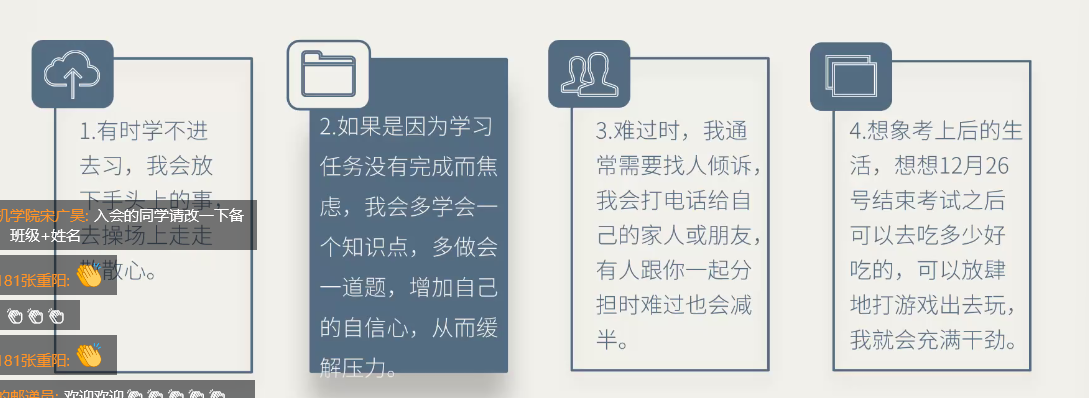 1.有时学不进
去习，我会放
下手头上的事，
去操场上走走
散散心。
2.如果是因为学习
任务没有完成而焦
虑，我会多学会一
个知识点，多做会
一道题，增加自己
的自信心，从而缓
解压力。
3.难过时，我通
常需要找人倾诉，
我会打电话给自
己的家人或朋友，
有人跟你一起分
担时难过也会减
半。
4.想象考上后的生
活，想想12月26
号结束考试之后
可以去吃多少好
吃的，可以放肆
地打游戏出去玩，
我就会充满干劲。
机学院宋广昊: 入会的同学请改一下备
班级+姓名
181张重阳:
181张重阳:
的邮递员: 欢迎欢迎